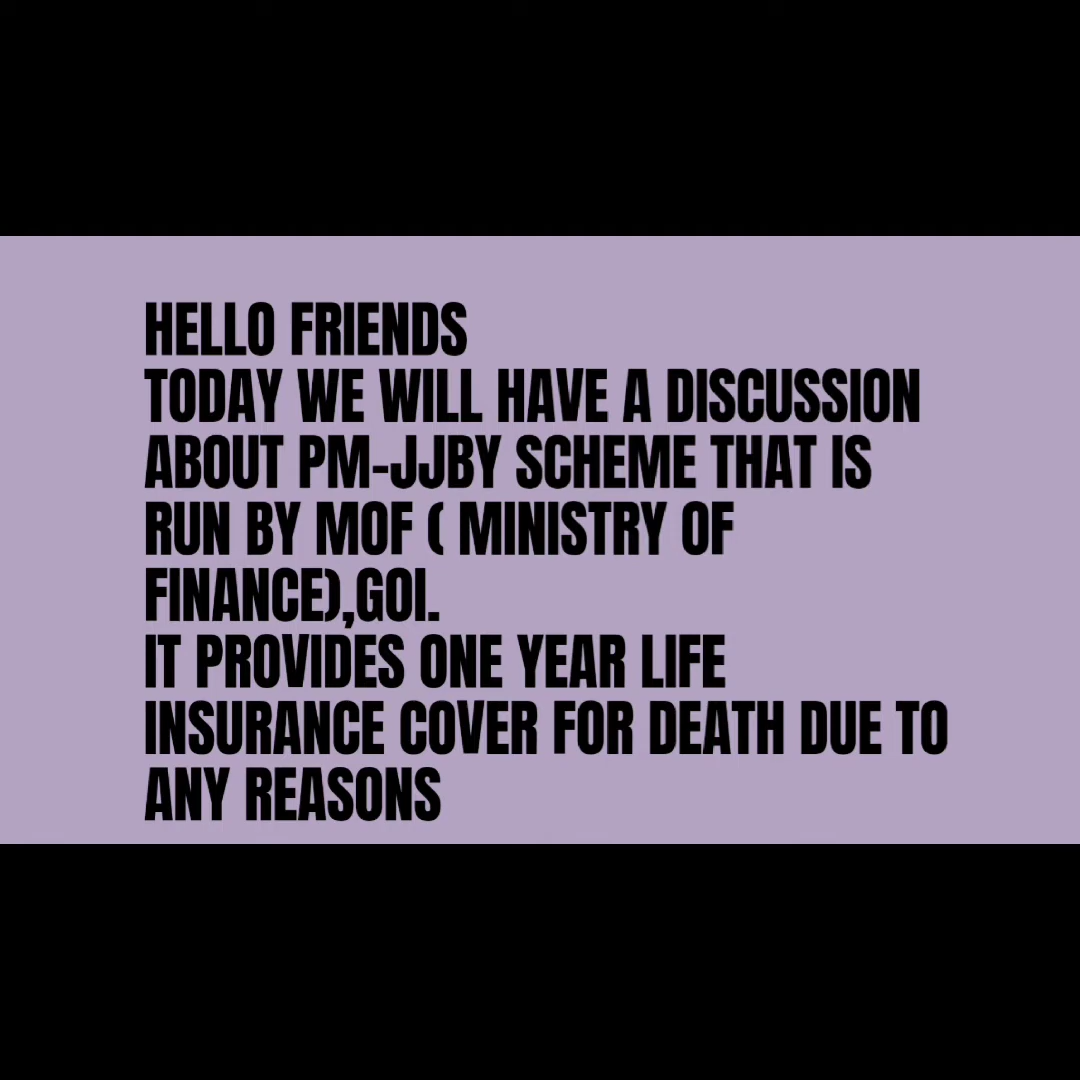 HELLO FRIENDS
TODAY WE WILL HAVE A DISCUSSION
ABOUT PM-JJBY SCHEME THAT IS
RUN BY MOF ( MINISTRY OF
FINANCE),GOI.
IT PROVIDES ONE YEAR LIFE
INSURANCE COVER FOR DEATH DUE TO
ANY REASONS